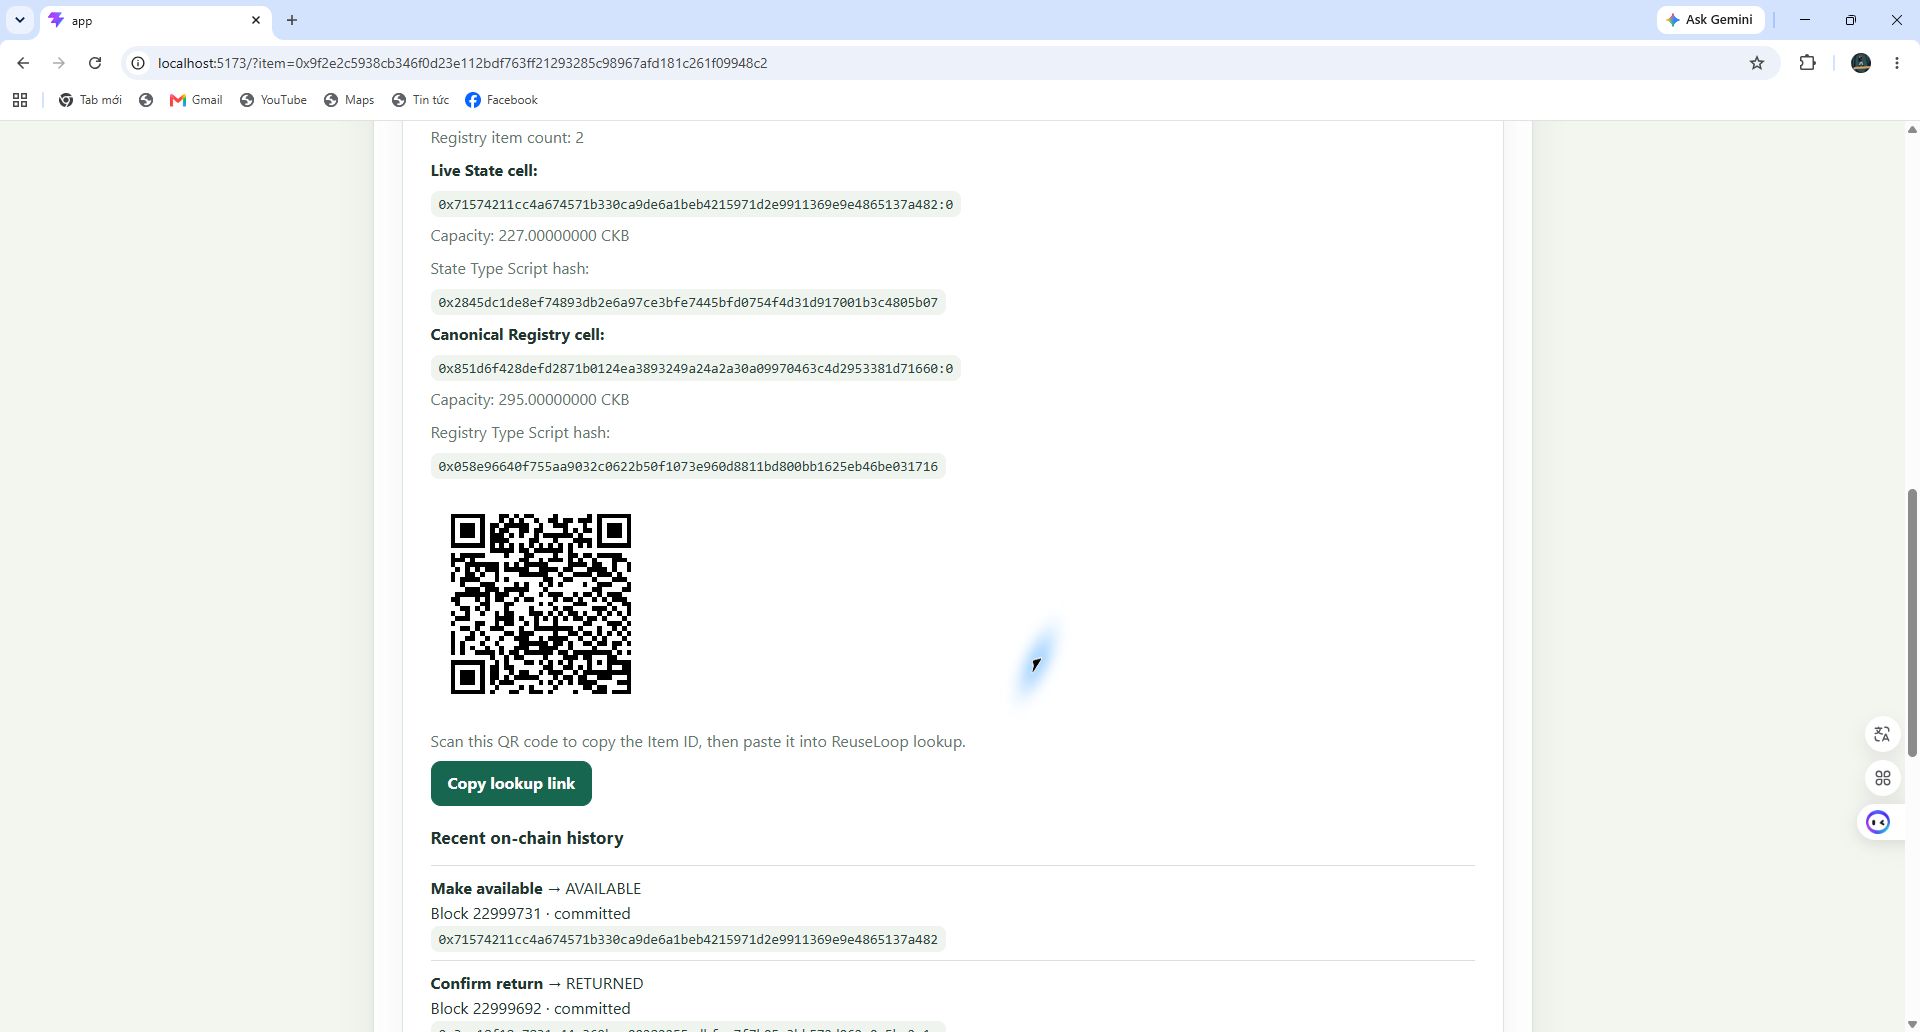 app
Ask Gemini
localhost:5173/?item=0x9f2e2c5938cb346f0d23e112bdf763ff21293285c98967afd181c261f09948c2
Tab mới
Gmail
YouTube
Maps
Tin tức
Facebook
Registry item count: 2
Live State cell:
0x71574211cc4a674571b330ca9de6a1beb4215971d2e9911369e9e4865137a482:0
Capacity: 227.00000000 CKB
State Type Script hash:
0x2845dc1de8ef74893db2e6a97ce3bfe7445bfd0754f4d31d917001b3c4805b07
Canonical Registry cell:
0x851d6f428defd2871b0124ea3893249a24a2a30a09970463c4d2953381d71660:0
Capacity: 295.00000000 CKB
Registry Type Script hash:
0x058e96640f755aa9032c0622b50f1073e960d8811bd800bb1625eb46be031716
Scan this QR code to copy the Item ID, then paste it into ReuseLoop lookup.
Copy lookup link
Recent on-chain history
Make available → AVAILABLE
Block 22999731 · committed
0x71574211cc4a674571b330ca9de6a1beb4215971d2e9911369e9e4865137a482
Confirm return → RETURNED
Block 22999692 · committed